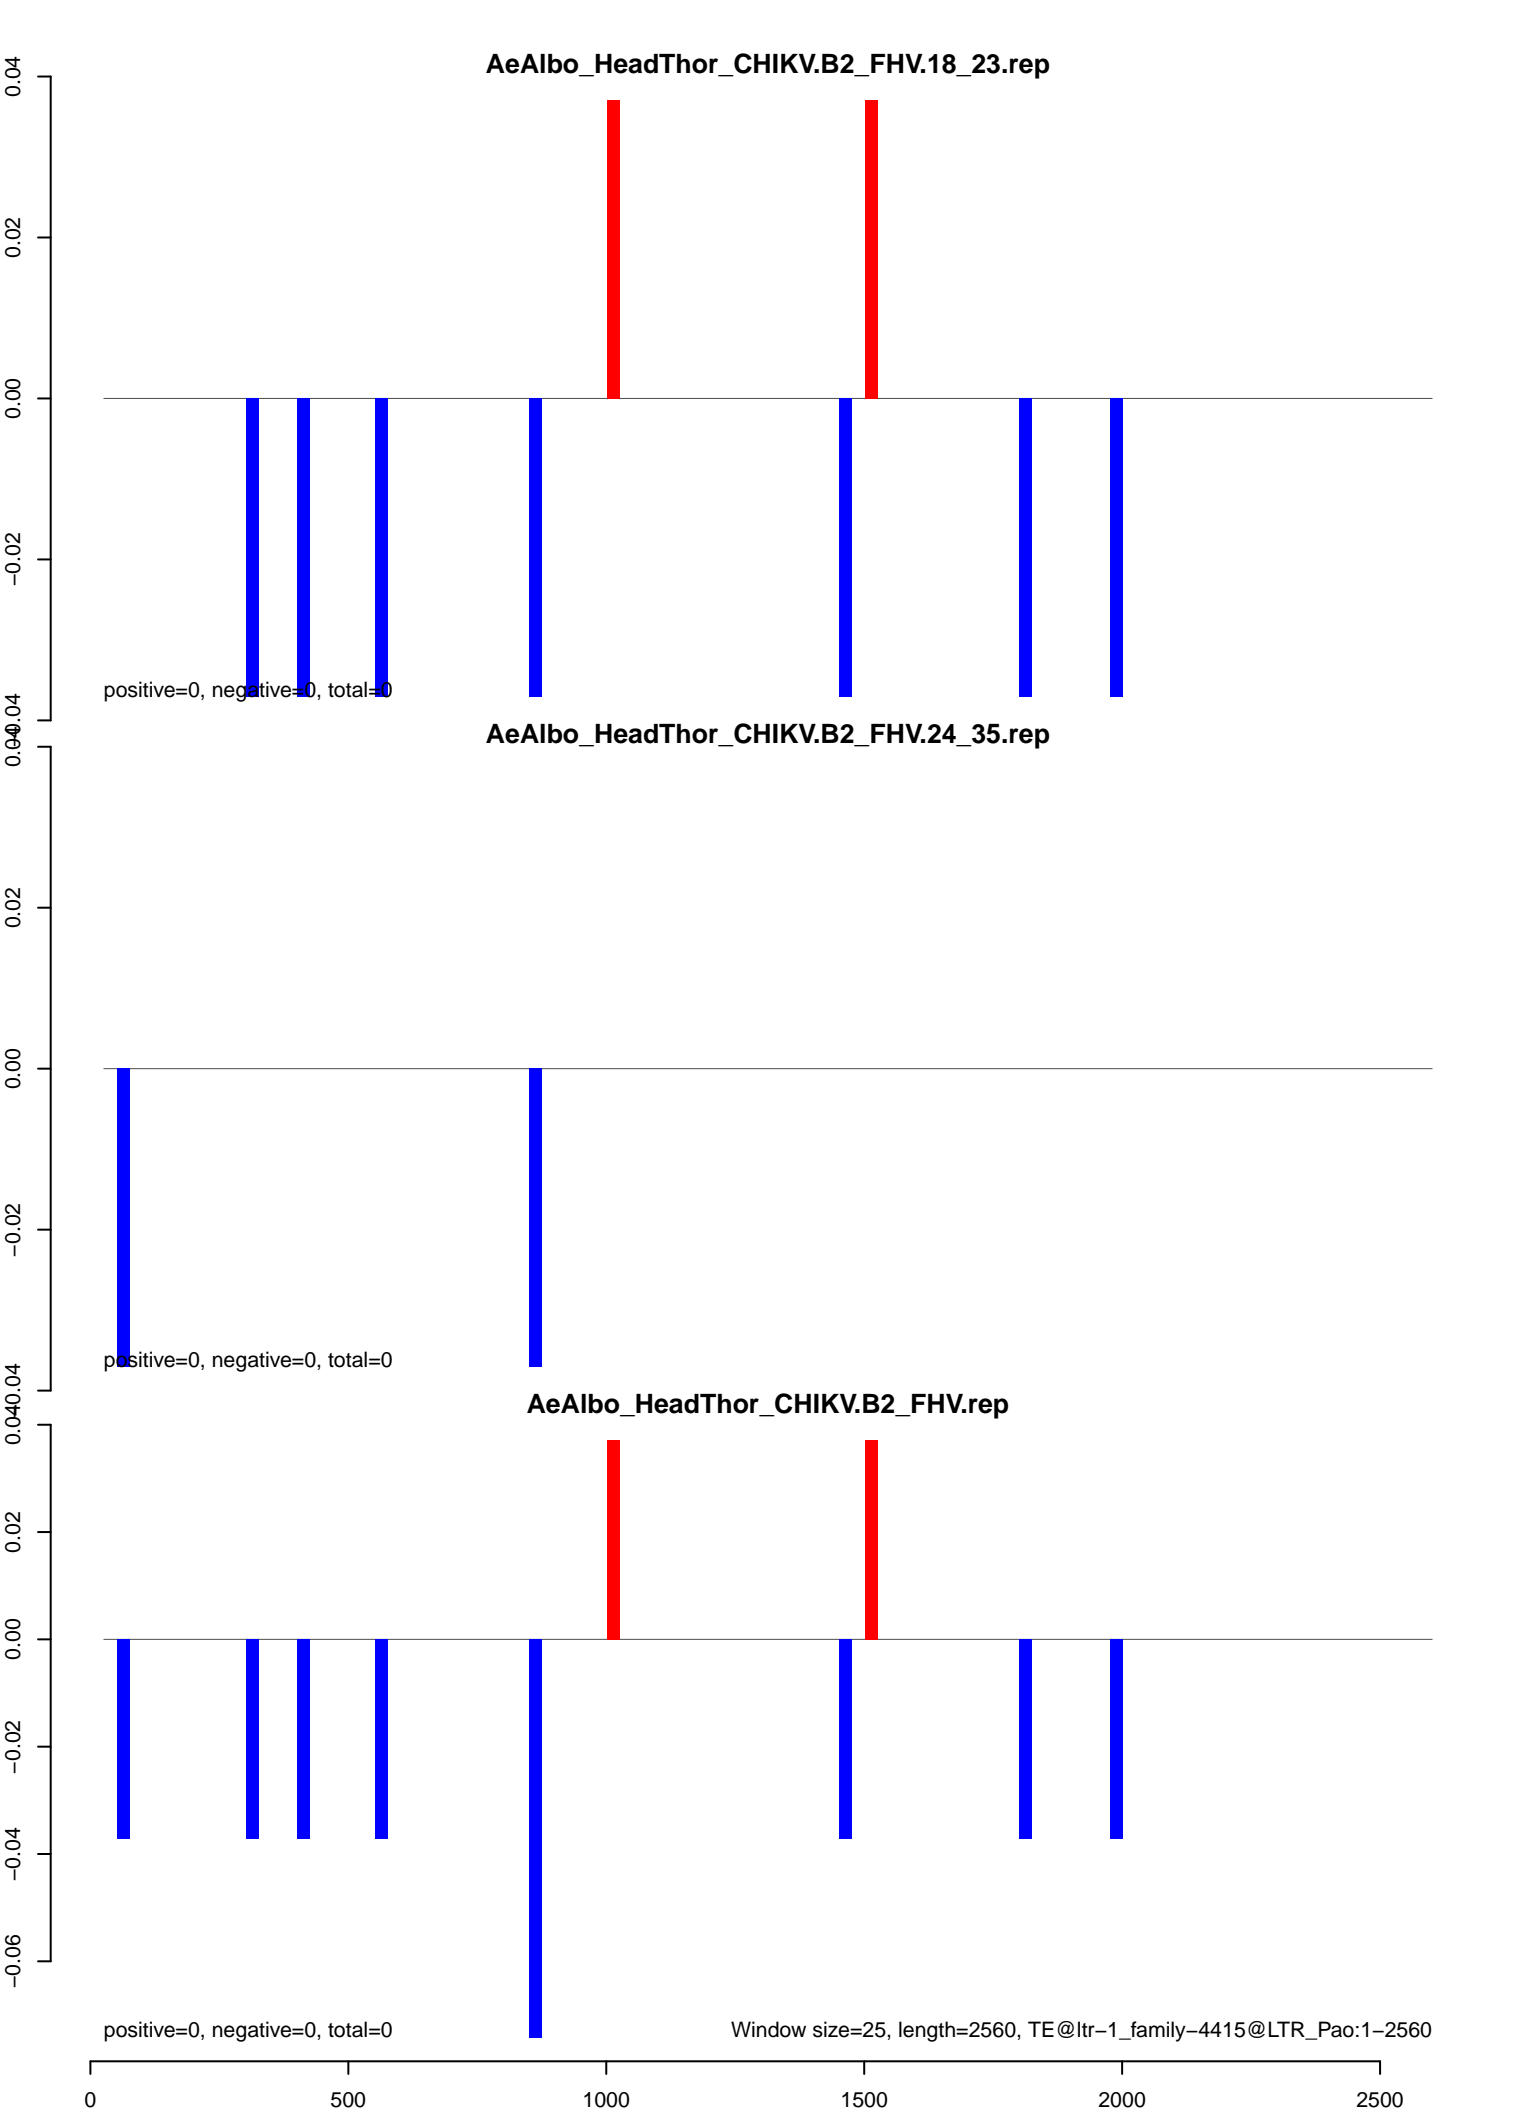 AeAlbo_HeadThor_CHIKV.B2_FHV.18_23.rep
0.04
0.02
0.00
−0.02
−0.04
positive=0, negative=0, total=0
AeAlbo_HeadThor_CHIKV.B2_FHV.24_35.rep
0.04
0.02
0.00
−0.02
−0.04
positive=0, negative=0, total=0
AeAlbo_HeadThor_CHIKV.B2_FHV.rep
0.04
0.02
0.00
−0.02
−0.04
−0.06
positive=0, negative=0, total=0
Window size=25, length=2560, TE@ltr−1_family−4415@LTR_Pao:1−2560
0 500 1000 1500 2000 2500